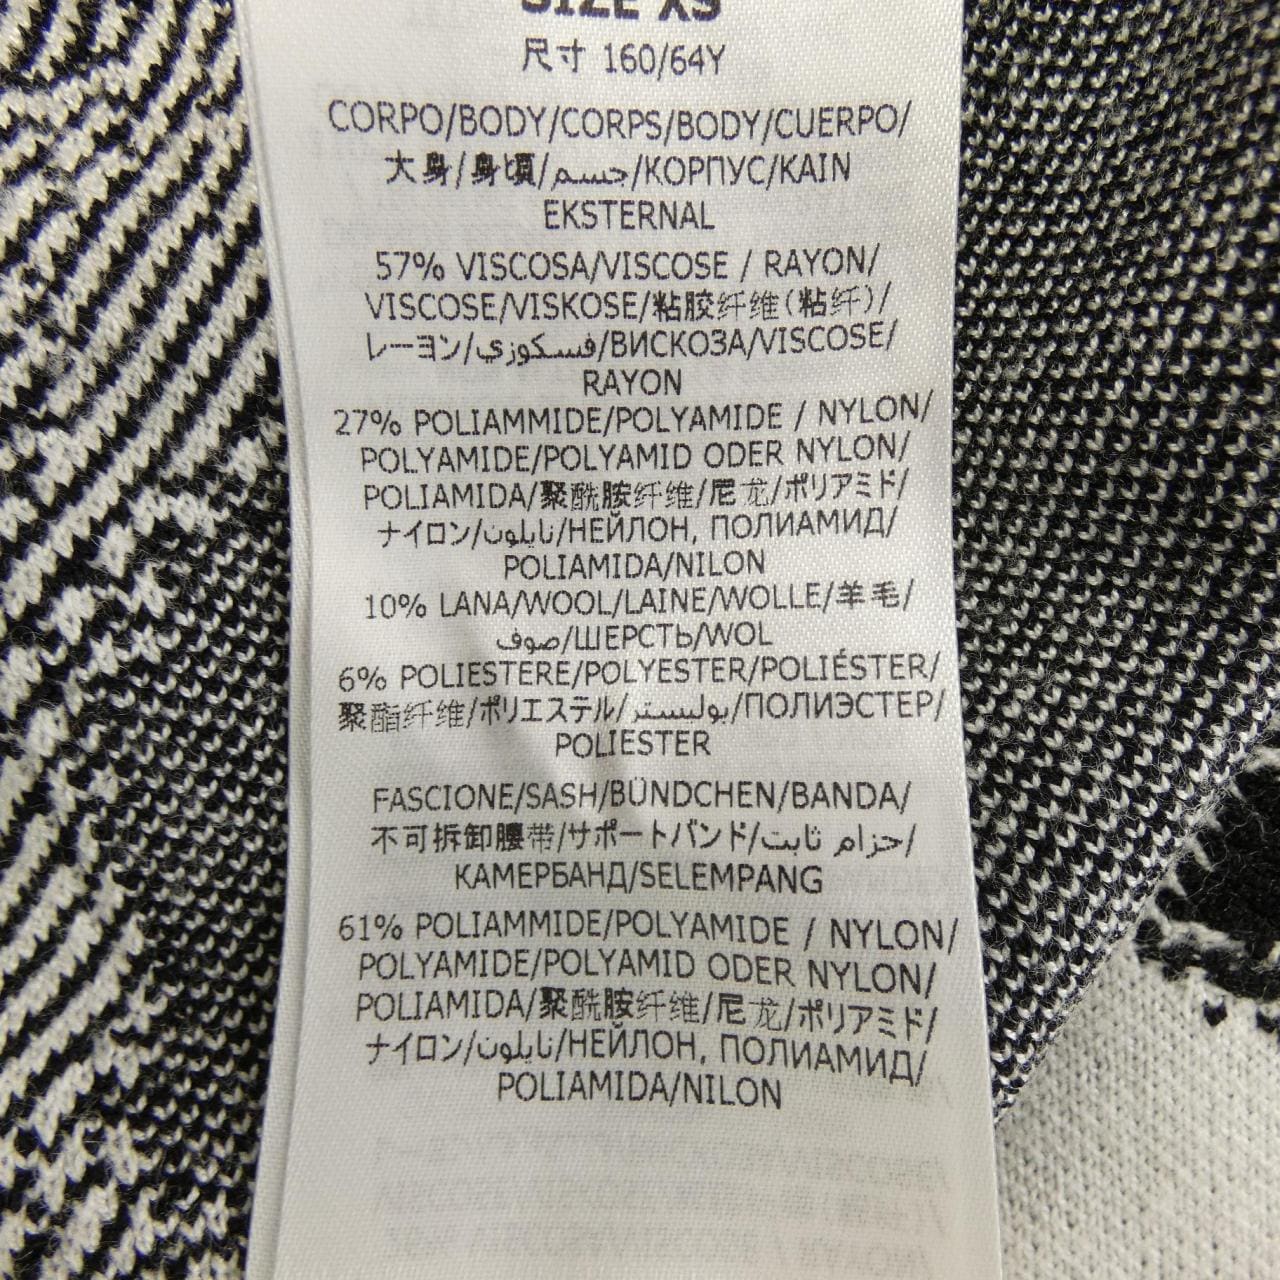 SIZE XS
尺寸 160/64Y
CORPO/BODY/CORPS/BODY/CUERPO/
大身/身頃/جسم/КОРПУС/KAIN
EKSTERNAL
57% VISCOSA/VISCOSE / RAYON/
VISCOSE/VISKOSE/粘胶纤维(粘纤)/
レーヨン/فسكوزي/ВИСКОЗА/VISCOSE/
RAYON
27% POLIAMMIDE/POLYAMIDE / NYLON/
POLYAMIDE/POLYAMID ODER NYLON/
POLIAMIDA/聚酰胺纤维/尼龙/ポリアミド/
ナイロン/نايلون/НЕЙЛОН, ПОЛИАМИД/
POLIAMIDA/NILON
10% LANA/WOOL/LAINE/WOLLE/羊毛/
صوف/ШЕРСТЬ/WOL
6% POLIESTERE/POLYESTER/POLIÉSTER/
聚酯纤维/ポリエステル/بوليستر/ПОЛИЭСТЕР/
POLIESTER
FASCIONE/SASH/BÜNDCHEN/BANDA/
不可拆卸腰带/サポートバンド/حزام ثابت/
КАМЕРБАНД/SELEMPANG
61% POLIAMMIDE/POLYAMIDE / NYLON/
POLYAMIDE/POLYAMID ODER NYLON/
POLIAMIDA/聚酰胺纤维/尼龙/ポリアミド/
ナイロン/نايلون/НЕЙЛОН, ПОЛИАМИД/
POLIAMIDA/NILON